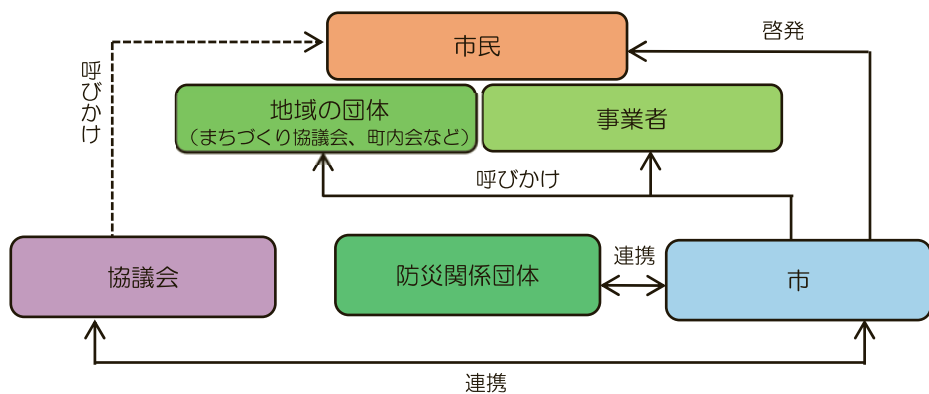 市民
啓発
呼びかけ
地域の団体
（まちづくり協議会、町内会など）
事業者
呼びかけ
協議会
防災関係団体
連携
市
連携